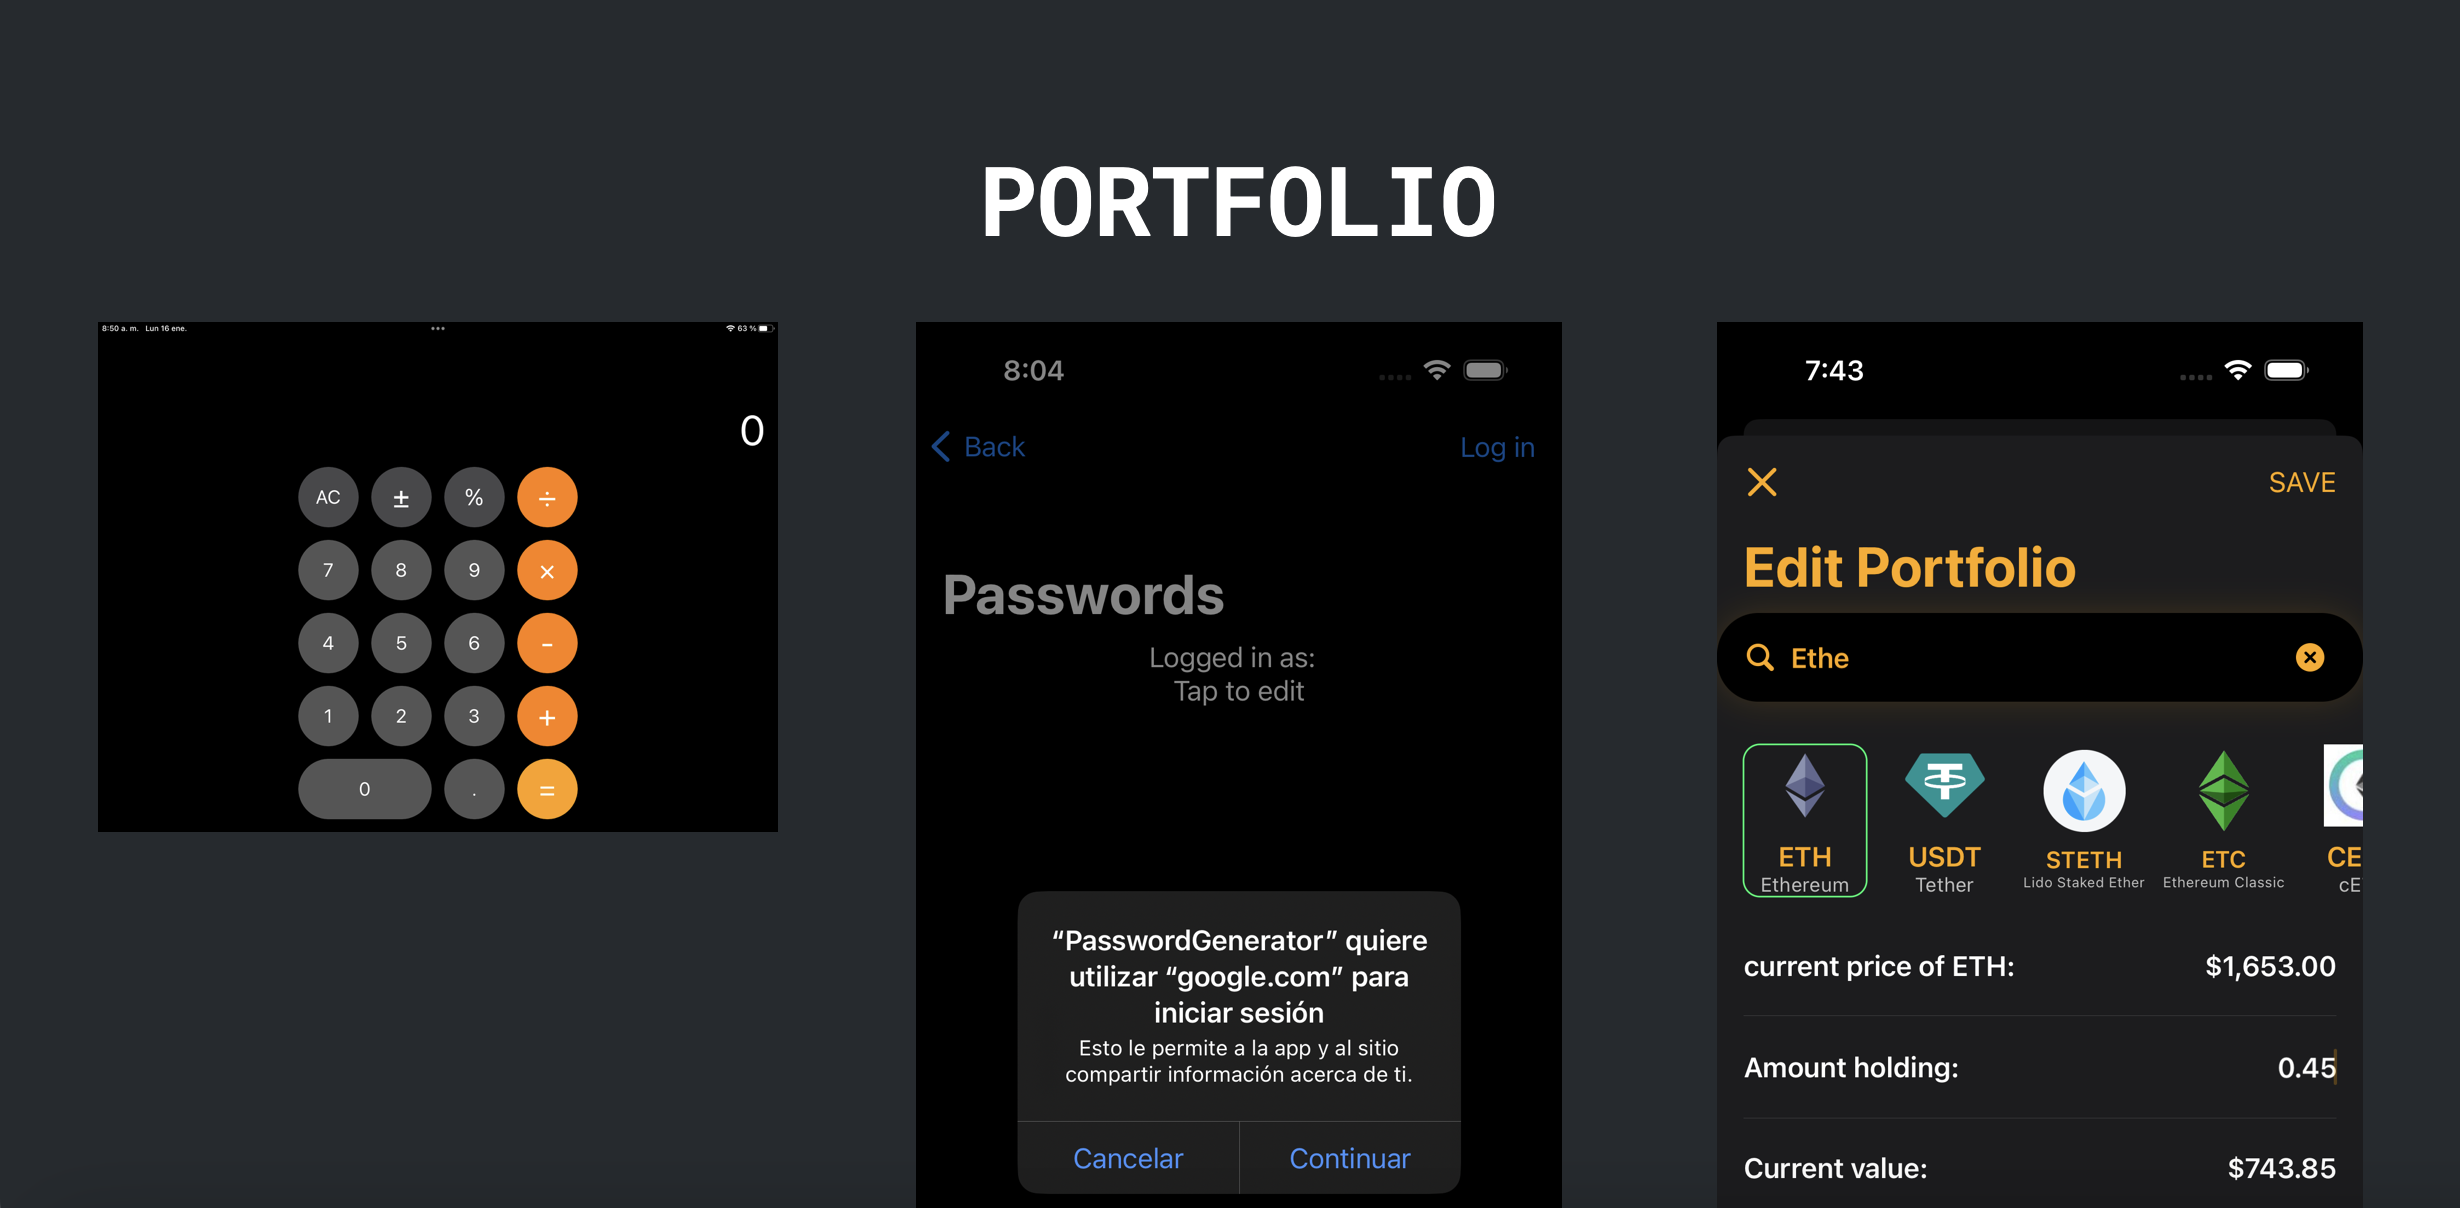 PORTFOLIO
8:50 a. m. Lun 16 ene.
63 %
0
AC ± % ÷
7 8 9 ×
4 5 6 -
1 2 3 +
0 . =
8:04
Back
Log in
Passwords
Logged in as:
Tap to edit
“PasswordGenerator” quiere
utilizar “google.com” para
iniciar sesión
Esto le permite a la app y al sitio
compartir información acerca de ti.
Cancelar
Continuar
7:43
SAVE
Edit Portfolio
Ethe
ETH
Ethereum
USDT
Tether
STETH
Lido Staked Ether
ETC
Ethereum Classic
CE
cE
current price of ETH: $1,653.00
Amount holding: 0.45
Current value: $743.85